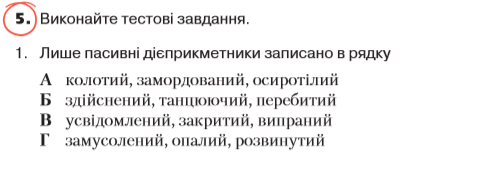 5. Виконайте тестові завдання.
1. Лише пасивні дієприкметники записано в рядку
А колотий, замордований, осиротілий
Б здійснений, танцюючий, перебитий
В усвідомлений, закритий, випраний
Г замусолений, опалий, розвинутий